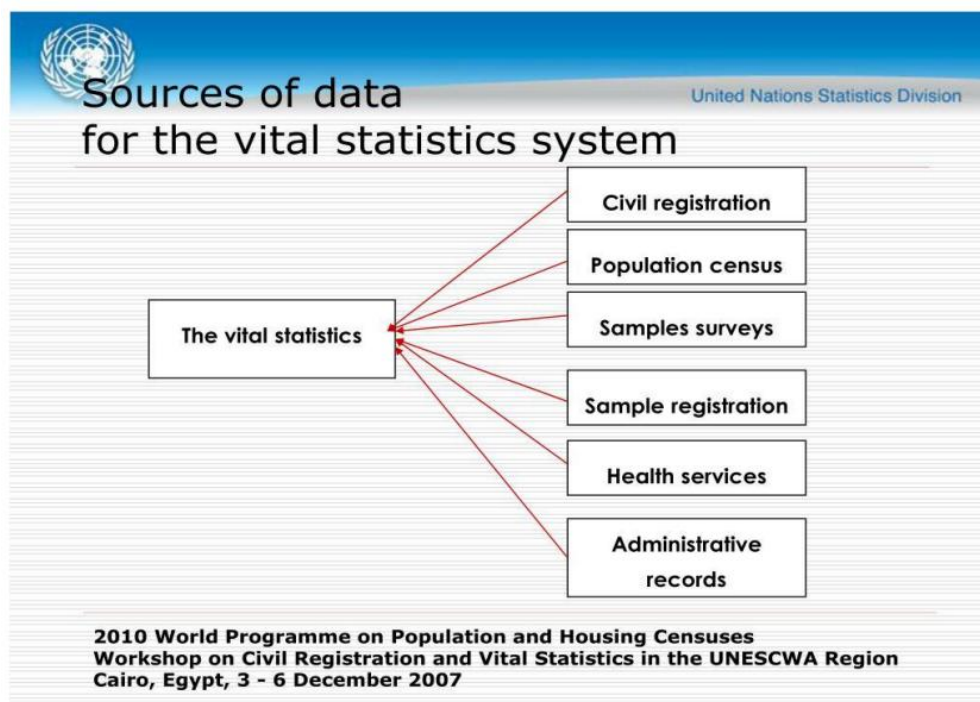 Sources of data
for the vital statistics system
United Nations Statistics Division
Civil registration
Population census
The vital statistics
Samples surveys
Sample registration
Health services
Administrative
records
2010 World Programme on Population and Housing Censuses
Workshop on Civil Registration and Vital Statistics in the UNESCWA Region
Cairo, Egypt, 3 - 6 December 2007